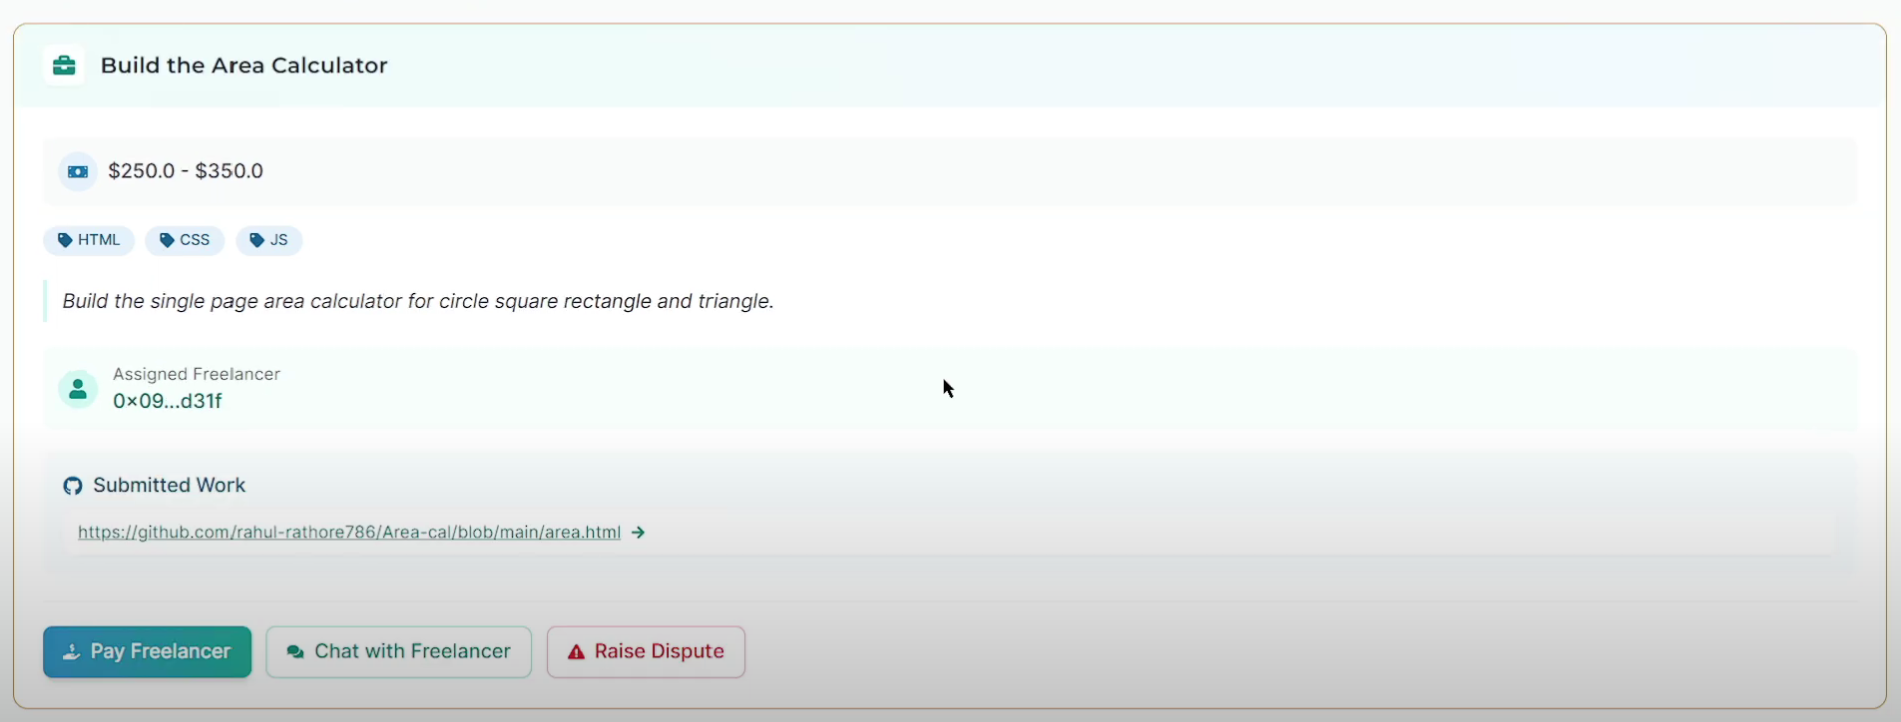 Build the Area Calculator
$250.0 - $350.0
HTML CSS JS
Build the single page area calculator for circle square rectangle and triangle.
Assigned Freelancer
0×09...d31f
Submitted Work
https://github.com/rahul-rathore786/Area-cal/blob/main/area.html →
Pay Freelancer Chat with Freelancer Raise Dispute